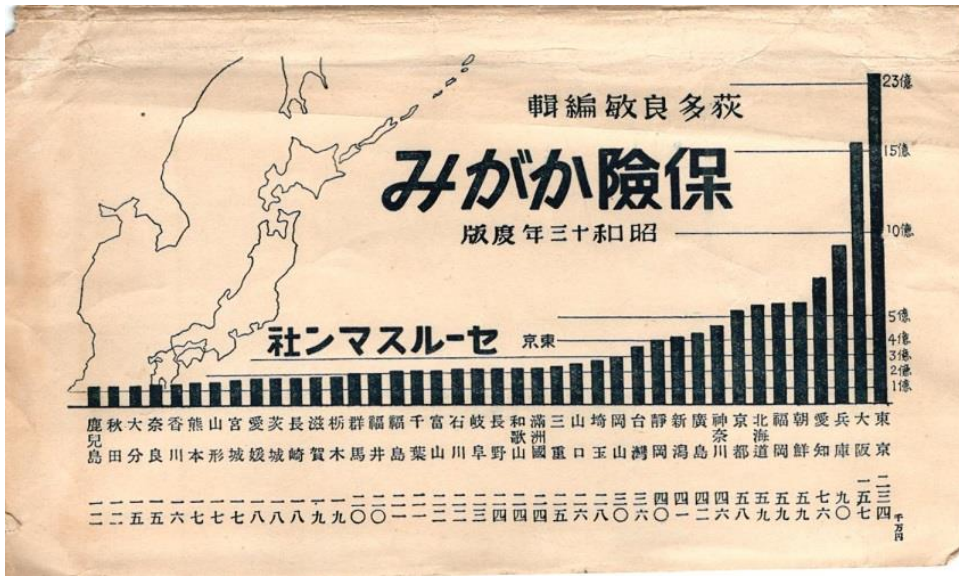 荻多良敏編輯
保險かがみ
昭和十三年度版
東京 セールスマン社
23億
15億
10億
5億
4億
3億
2億
1億
東京 二三四
大阪 一五七
兵庫 九〇
愛知 七六
朝鮮 五九
福岡 五九
北海道 五九
京都 五八
神奈川 四六
廣島 四二
新潟 四一
靜岡 四〇
台灣 三六
岡山 三〇
埼玉 二八
山口 二六
三重 二五
滿洲國 二四
和歌山 二四
長野 二四
岐阜 二三
石川 二二
富山 二二
千葉 二一
福島 二一
福井 二〇
群馬 二〇
栃木 一九
滋賀 一九
長崎 一八
茨城 一八
愛媛 一八
宮城 一七
山形 一七
熊本 一七
香川 一六
奈良 一五
大分 一五
秋田 一二
鹿兒島 一二
千万円